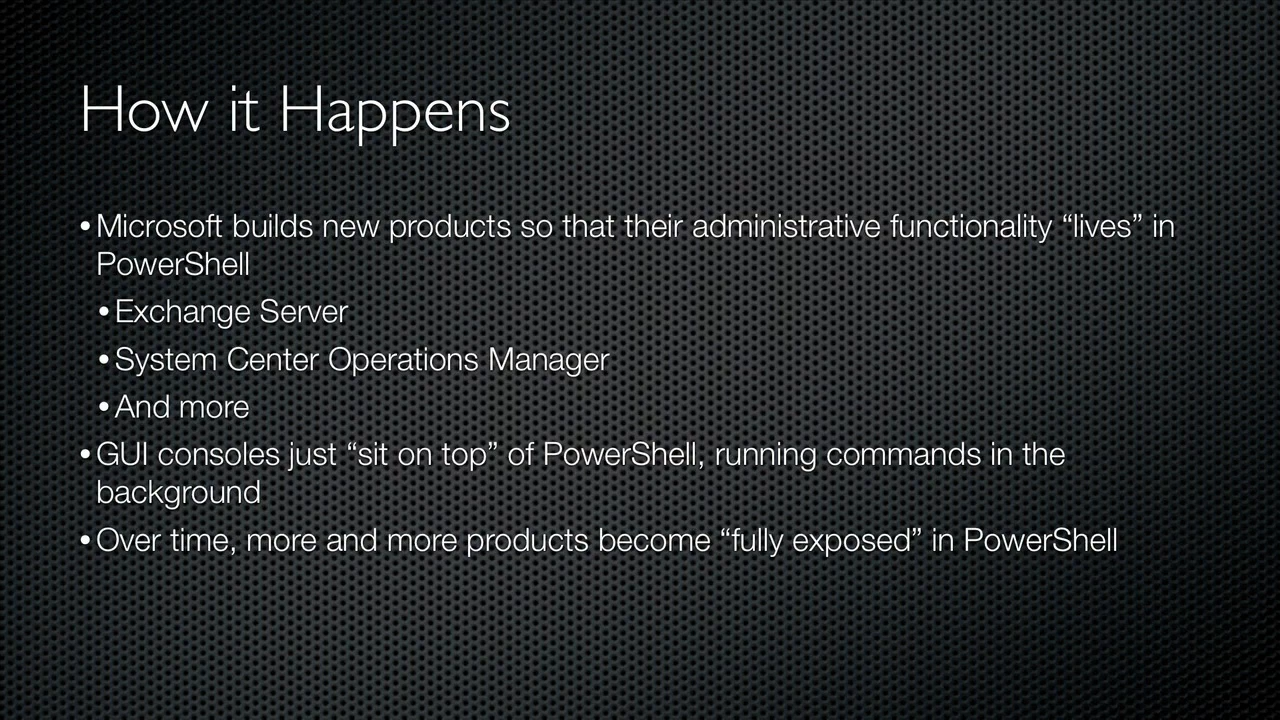 How it Happens
• Microsoft builds new products so that their administrative functionality “lives” in
PowerShell
• Exchange Server
• System Center Operations Manager
• And more
• GUI consoles just “sit on top” of PowerShell, running commands in the
background
• Over time, more and more products become “fully exposed” in PowerShell